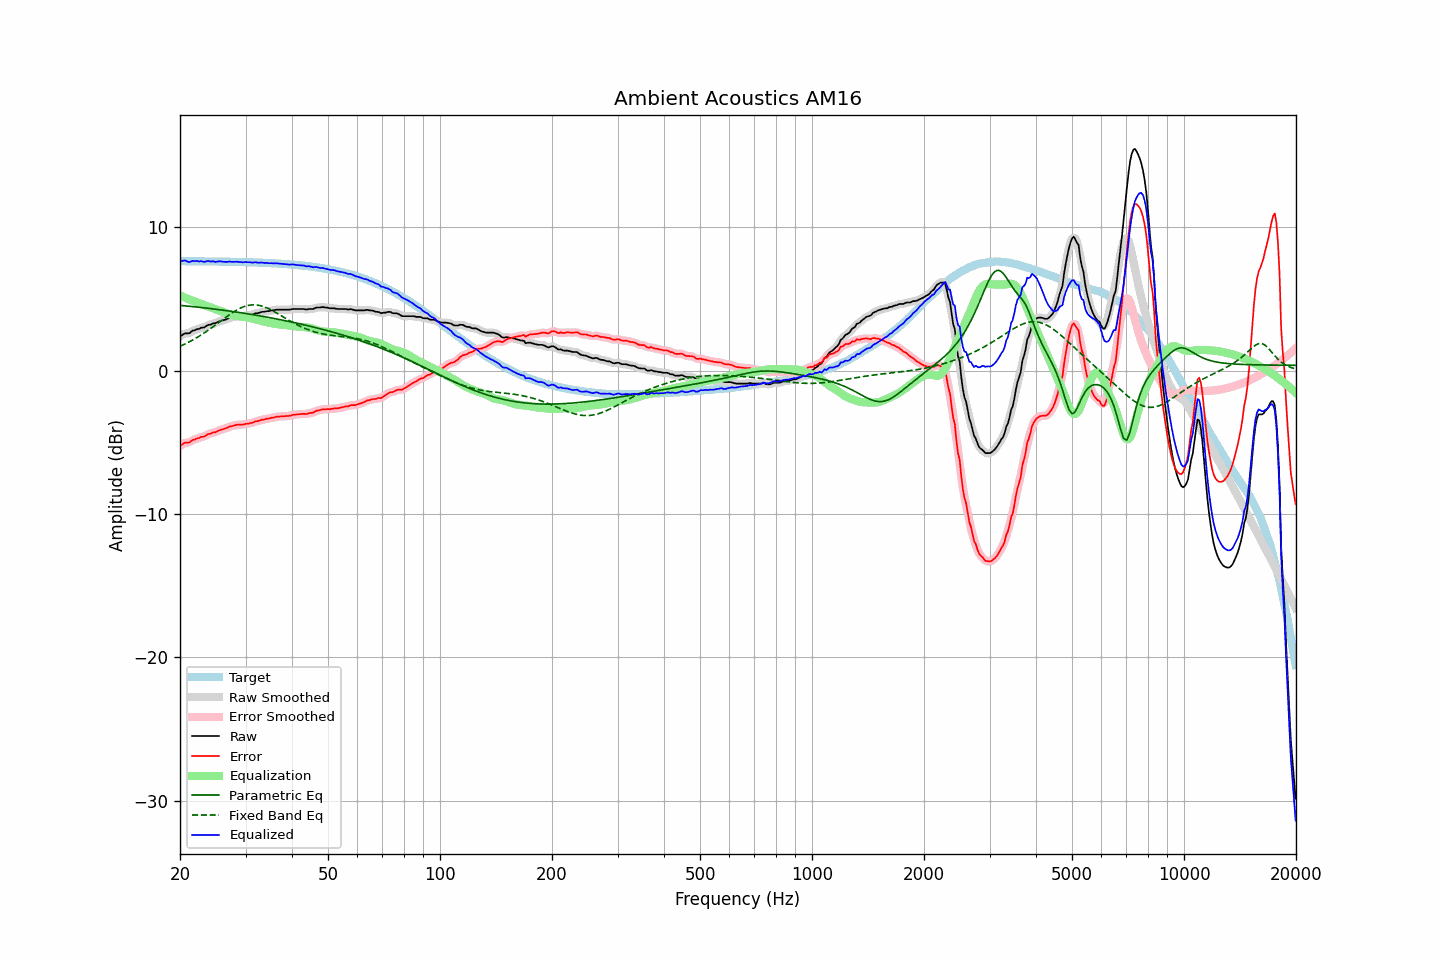 Ambient Acoustics AM16
Amplitude (dBr)
10
0
−10
−20
−30
Target
Raw Smoothed
Error Smoothed
Raw
Error
Equalization
Parametric Eq
Fixed Band Eq
Equalized
20 50 100 200 500 1000 2000 5000 10000 20000
Frequency (Hz)